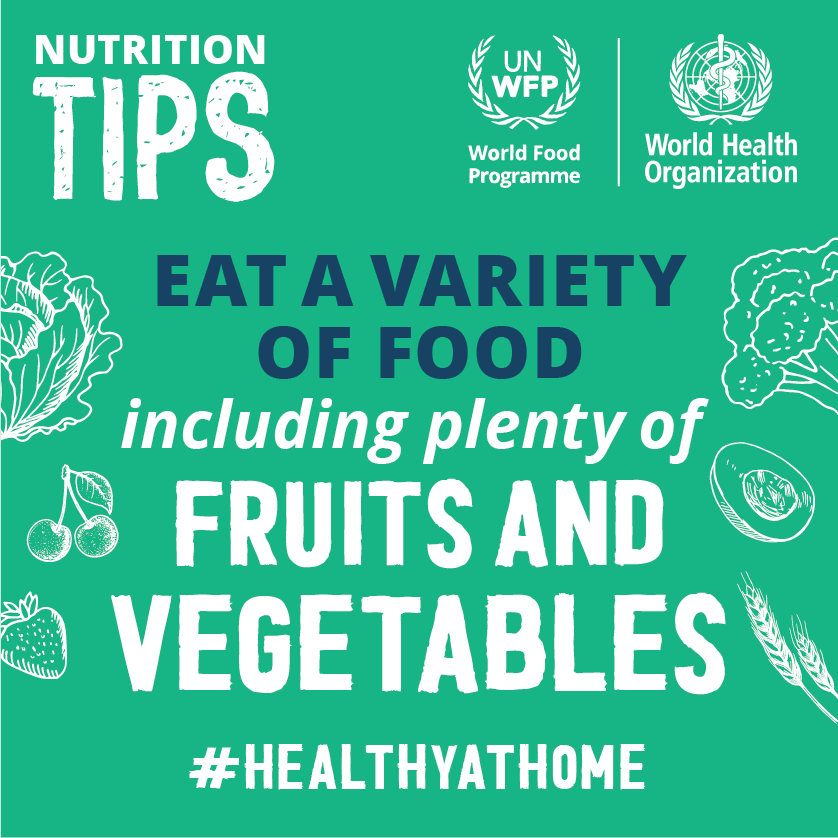 NUTRITION
TIPS
UN
WFP
World Food
Programme
World Health
Organization
EAT A VARIETY
OF FOOD
including plenty of
FRUITS AND
VEGETABLES
#HEALTHYATHOME